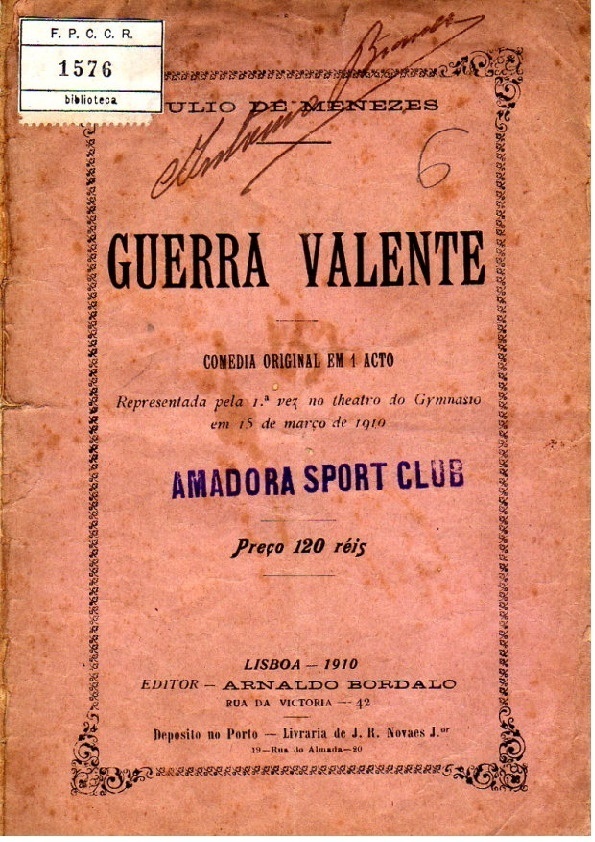 F. P. C. C. R.
1576
biblioteca
ULIO DE MENEZES
Antonio
6
GUERRA VALENTE
COMEDIA ORIGINAL EM 1 ACTO
Representada pela 1.ª vez no theatro do Gymnasio
em 15 de março de 1910
AMADORA SPORT CLUB
Preço 120 réis
LISBOA — 1910
EDITOR — ARNALDO BORDALO
RUA DA VICTORIA — 42
Deposito no Porto — Livraria de J. R. Novaes J.or
19—Rua do Almada—20